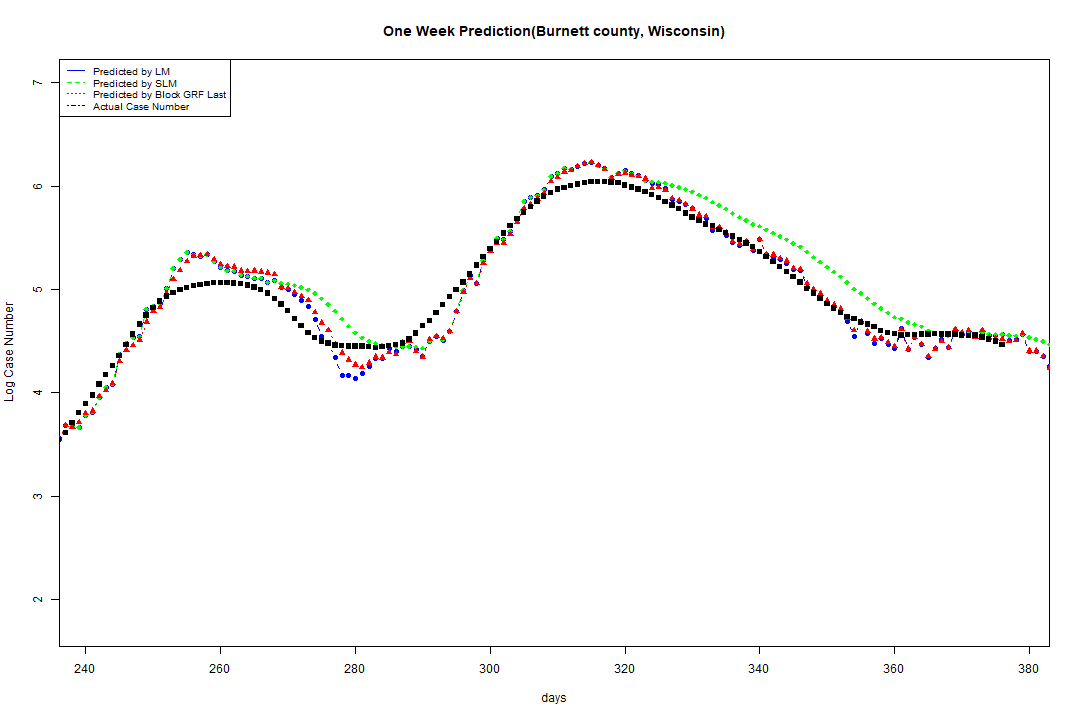 One Week Prediction(Burnett county, Wisconsin)
Predicted by LM
Predicted by SLM
Predicted by Block GRF Last
Actual Case Number
7
6
5
4
3
2
Log Case Number
240 260 280 300 320 340 360 380
days